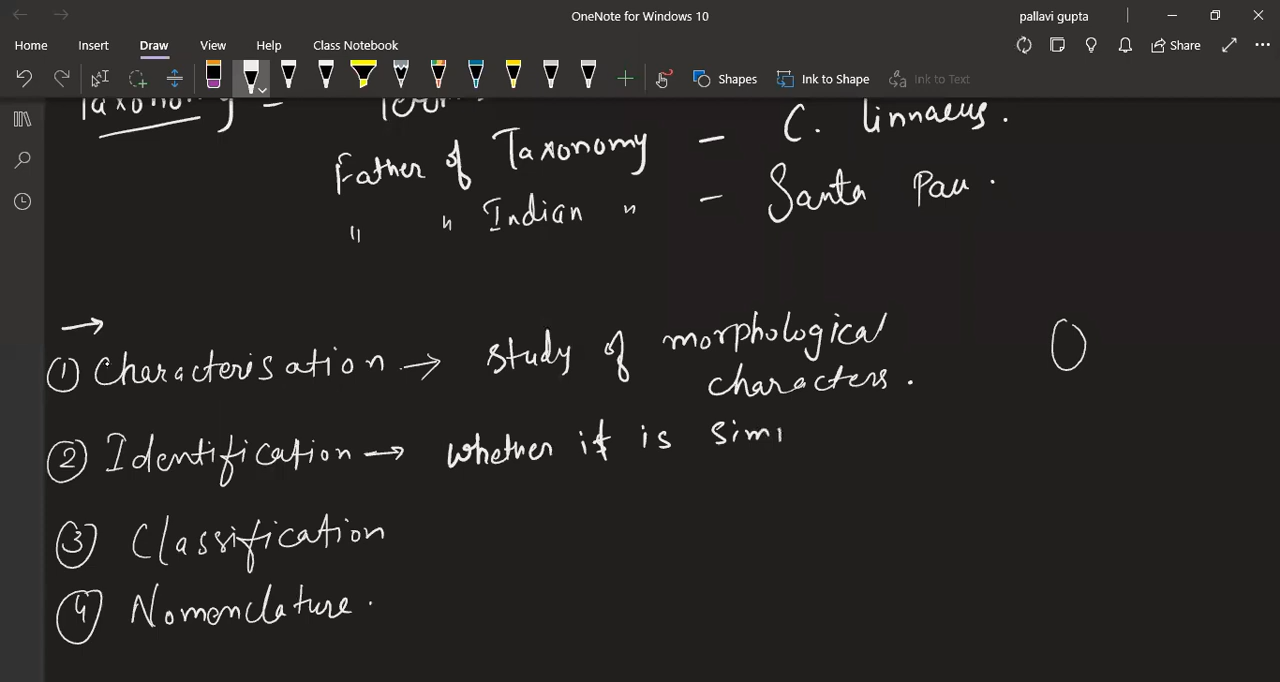 OneNote for Windows 10
pallavi gupta
Home Insert Draw View Help Class Notebook
Share
Shapes Ink to Shape Ink to Text
Taxonomy -
Father of Taxonomy - C. Linnaeus.
" " Indian " - Santa Pau.
→
① Characterisation → study of morphological
characters.
② Identification → whether it is simi
③ Classification
④ Nomenclature.